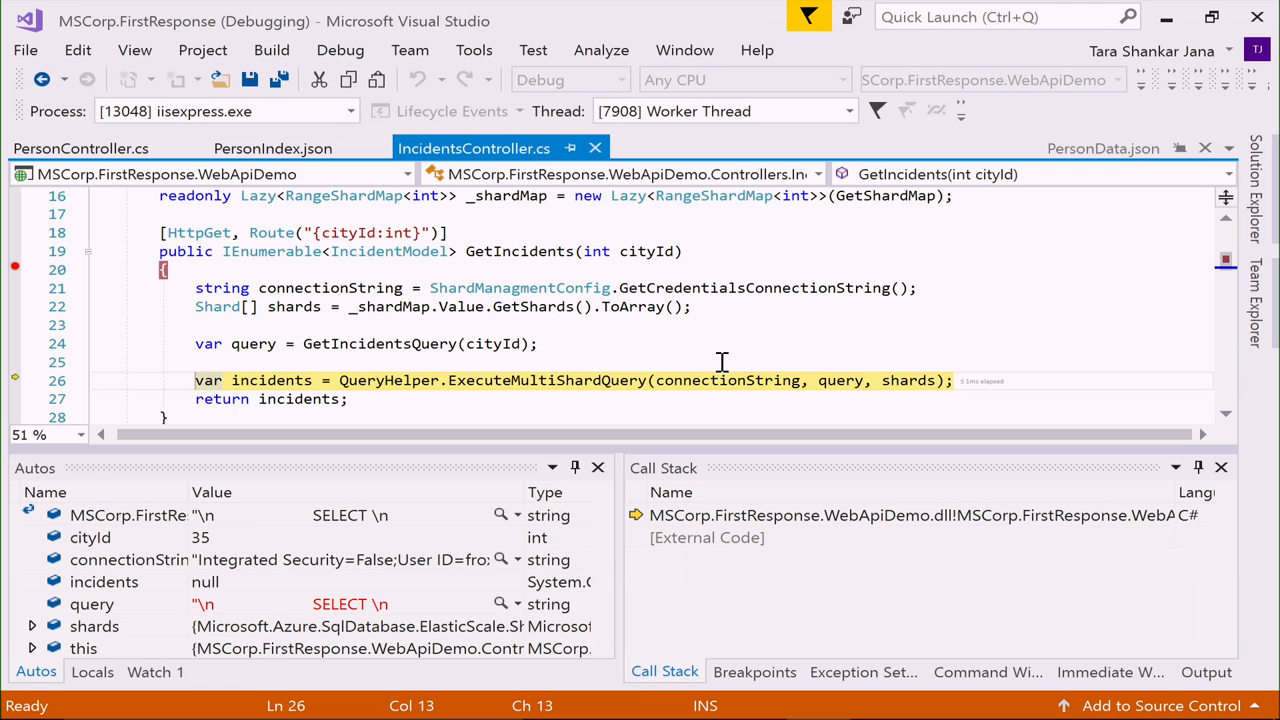 MSCorp.FirstResponse (Debugging) - Microsoft Visual Studio
Quick Launch (Ctrl+Q)
File Edit View Project Build Debug Team Tools Test Analyze Window Help
Tara Shankar Jana TJ
Debug Any CPU SCorp.FirstResponse.WebApiDemo
Process: [13048] iisexpress.exe Lifecycle Events Thread: [7908] Worker Thread
PersonController.cs PersonIndex.json IncidentsController.cs PersonData.json
MSCorp.FirstResponse.WebApiDemo MSCorp.FirstResponse.WebApiDemo.Controllers.In GetIncidents(int cityId)
16 readonly Lazy<RangeShardMap<int>> _shardMap = new Lazy<RangeShardMap<int>>(GetShardMap);
17
18 [HttpGet, Route("{cityId:int}")]
19 public IEnumerable<IncidentModel> GetIncidents(int cityId)
20 {
21 string connectionString = ShardManagmentConfig.GetCredentialsConnectionString();
22 Shard[] shards = _shardMap.Value.GetShards().ToArray();
23
24 var query = GetIncidentsQuery(cityId);
25
26 var incidents = QueryHelper.ExecuteMultiShardQuery(connectionString, query, shards); ≤ 1ms elapsed
27 return incidents;
28 }
51 %
Solution Explorer
Team Explorer
Autos
Name Value Type
MSCorp.FirstRe "\n SELECT \n string
cityId 35 int
connectionStrin "Integrated Security=False;User ID=fro string
incidents null System.C
query "\n SELECT \n string
shards {Microsoft.Azure.SqlDatabase.ElasticScale.Sh Microsof
this {MSCorp.FirstResponse.WebApiDemo.Contr MSCorp.
Autos Locals Watch 1
Call Stack
Name Langu
MSCorp.FirstResponse.WebApiDemo.dll!MSCorp.FirstResponse.WebA C#
[External Code]
Call Stack Breakpoints Exception Set... Command Wi... Immediate W... Output
Ready Ln 26 Col 13 Ch 13 INS Add to Source Control